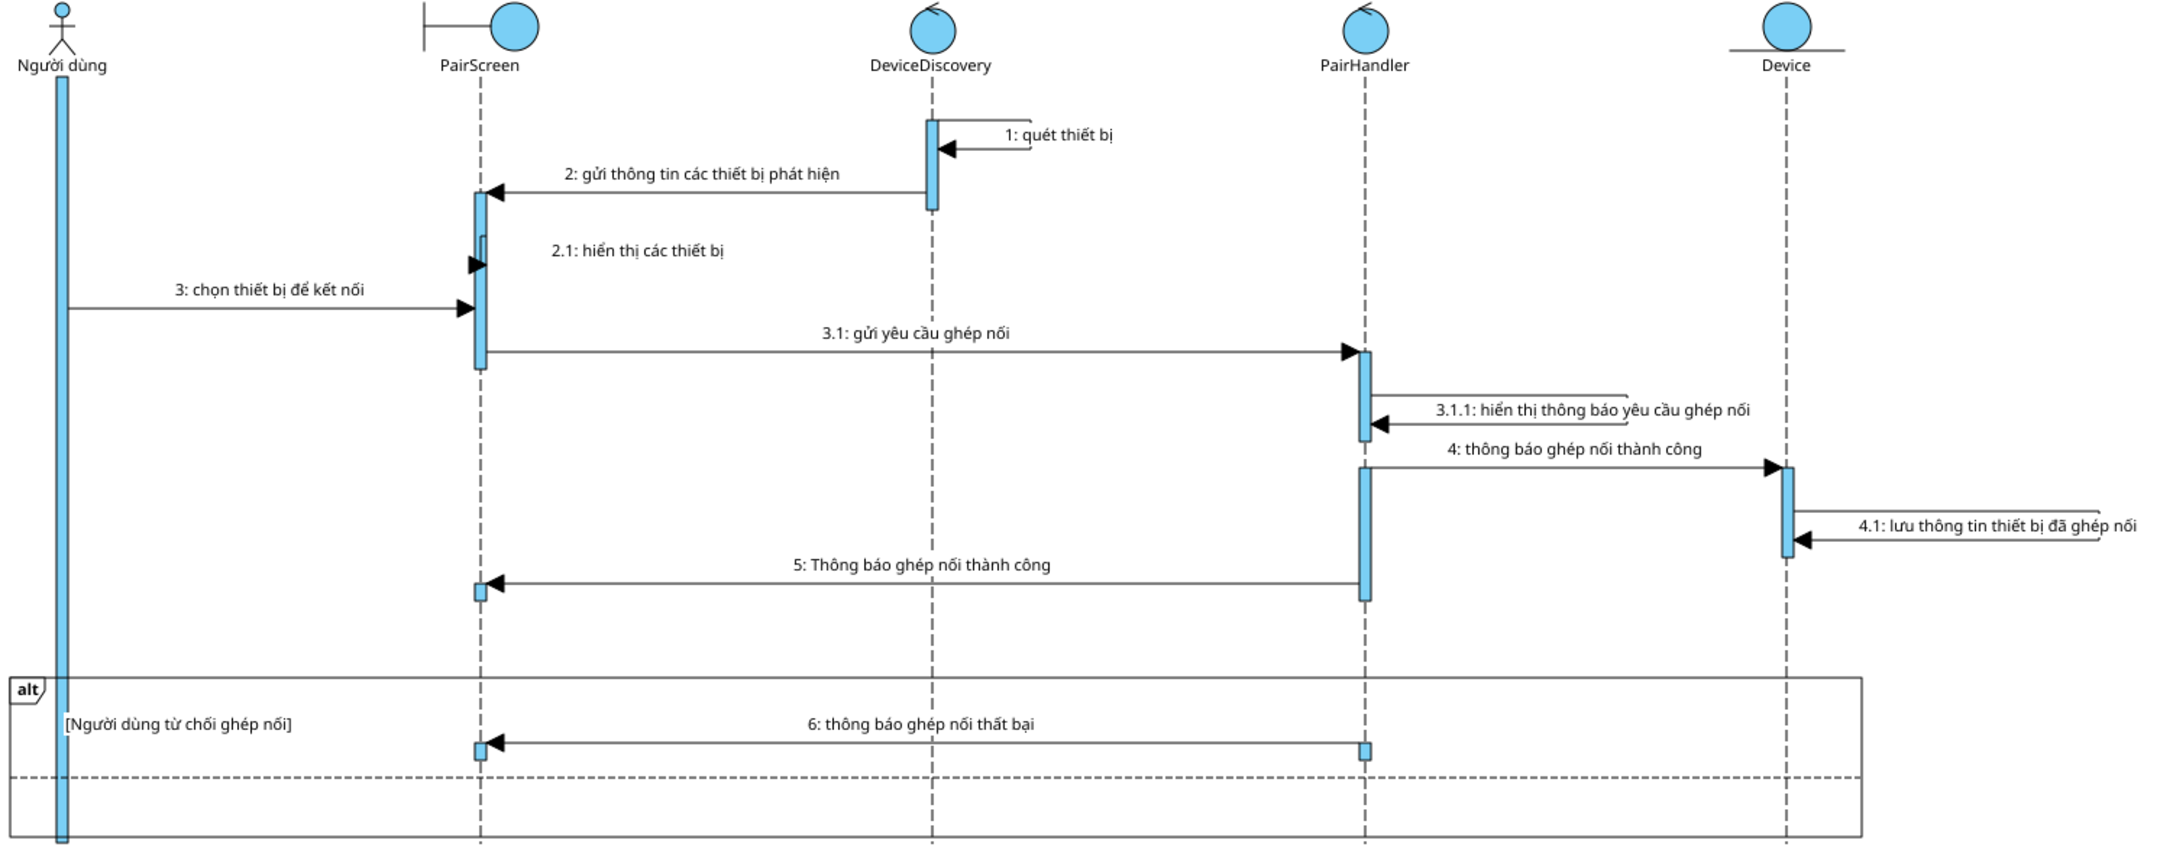 Người dùng
PairScreen
DeviceDiscovery
PairHandler
Device
1: quét thiết bị
2: gửi thông tin các thiết bị phát hiện
2.1: hiển thị các thiết bị
3: chọn thiết bị để kết nối
3.1: gửi yêu cầu ghép nối
3.1.1: hiển thị thông báo yêu cầu ghép nối
4: thông báo ghép nối thành công
4.1: lưu thông tin thiết bị đã ghép nối
5: Thông báo ghép nối thành công
alt
[Người dùng từ chối ghép nối]
6: thông báo ghép nối thất bại